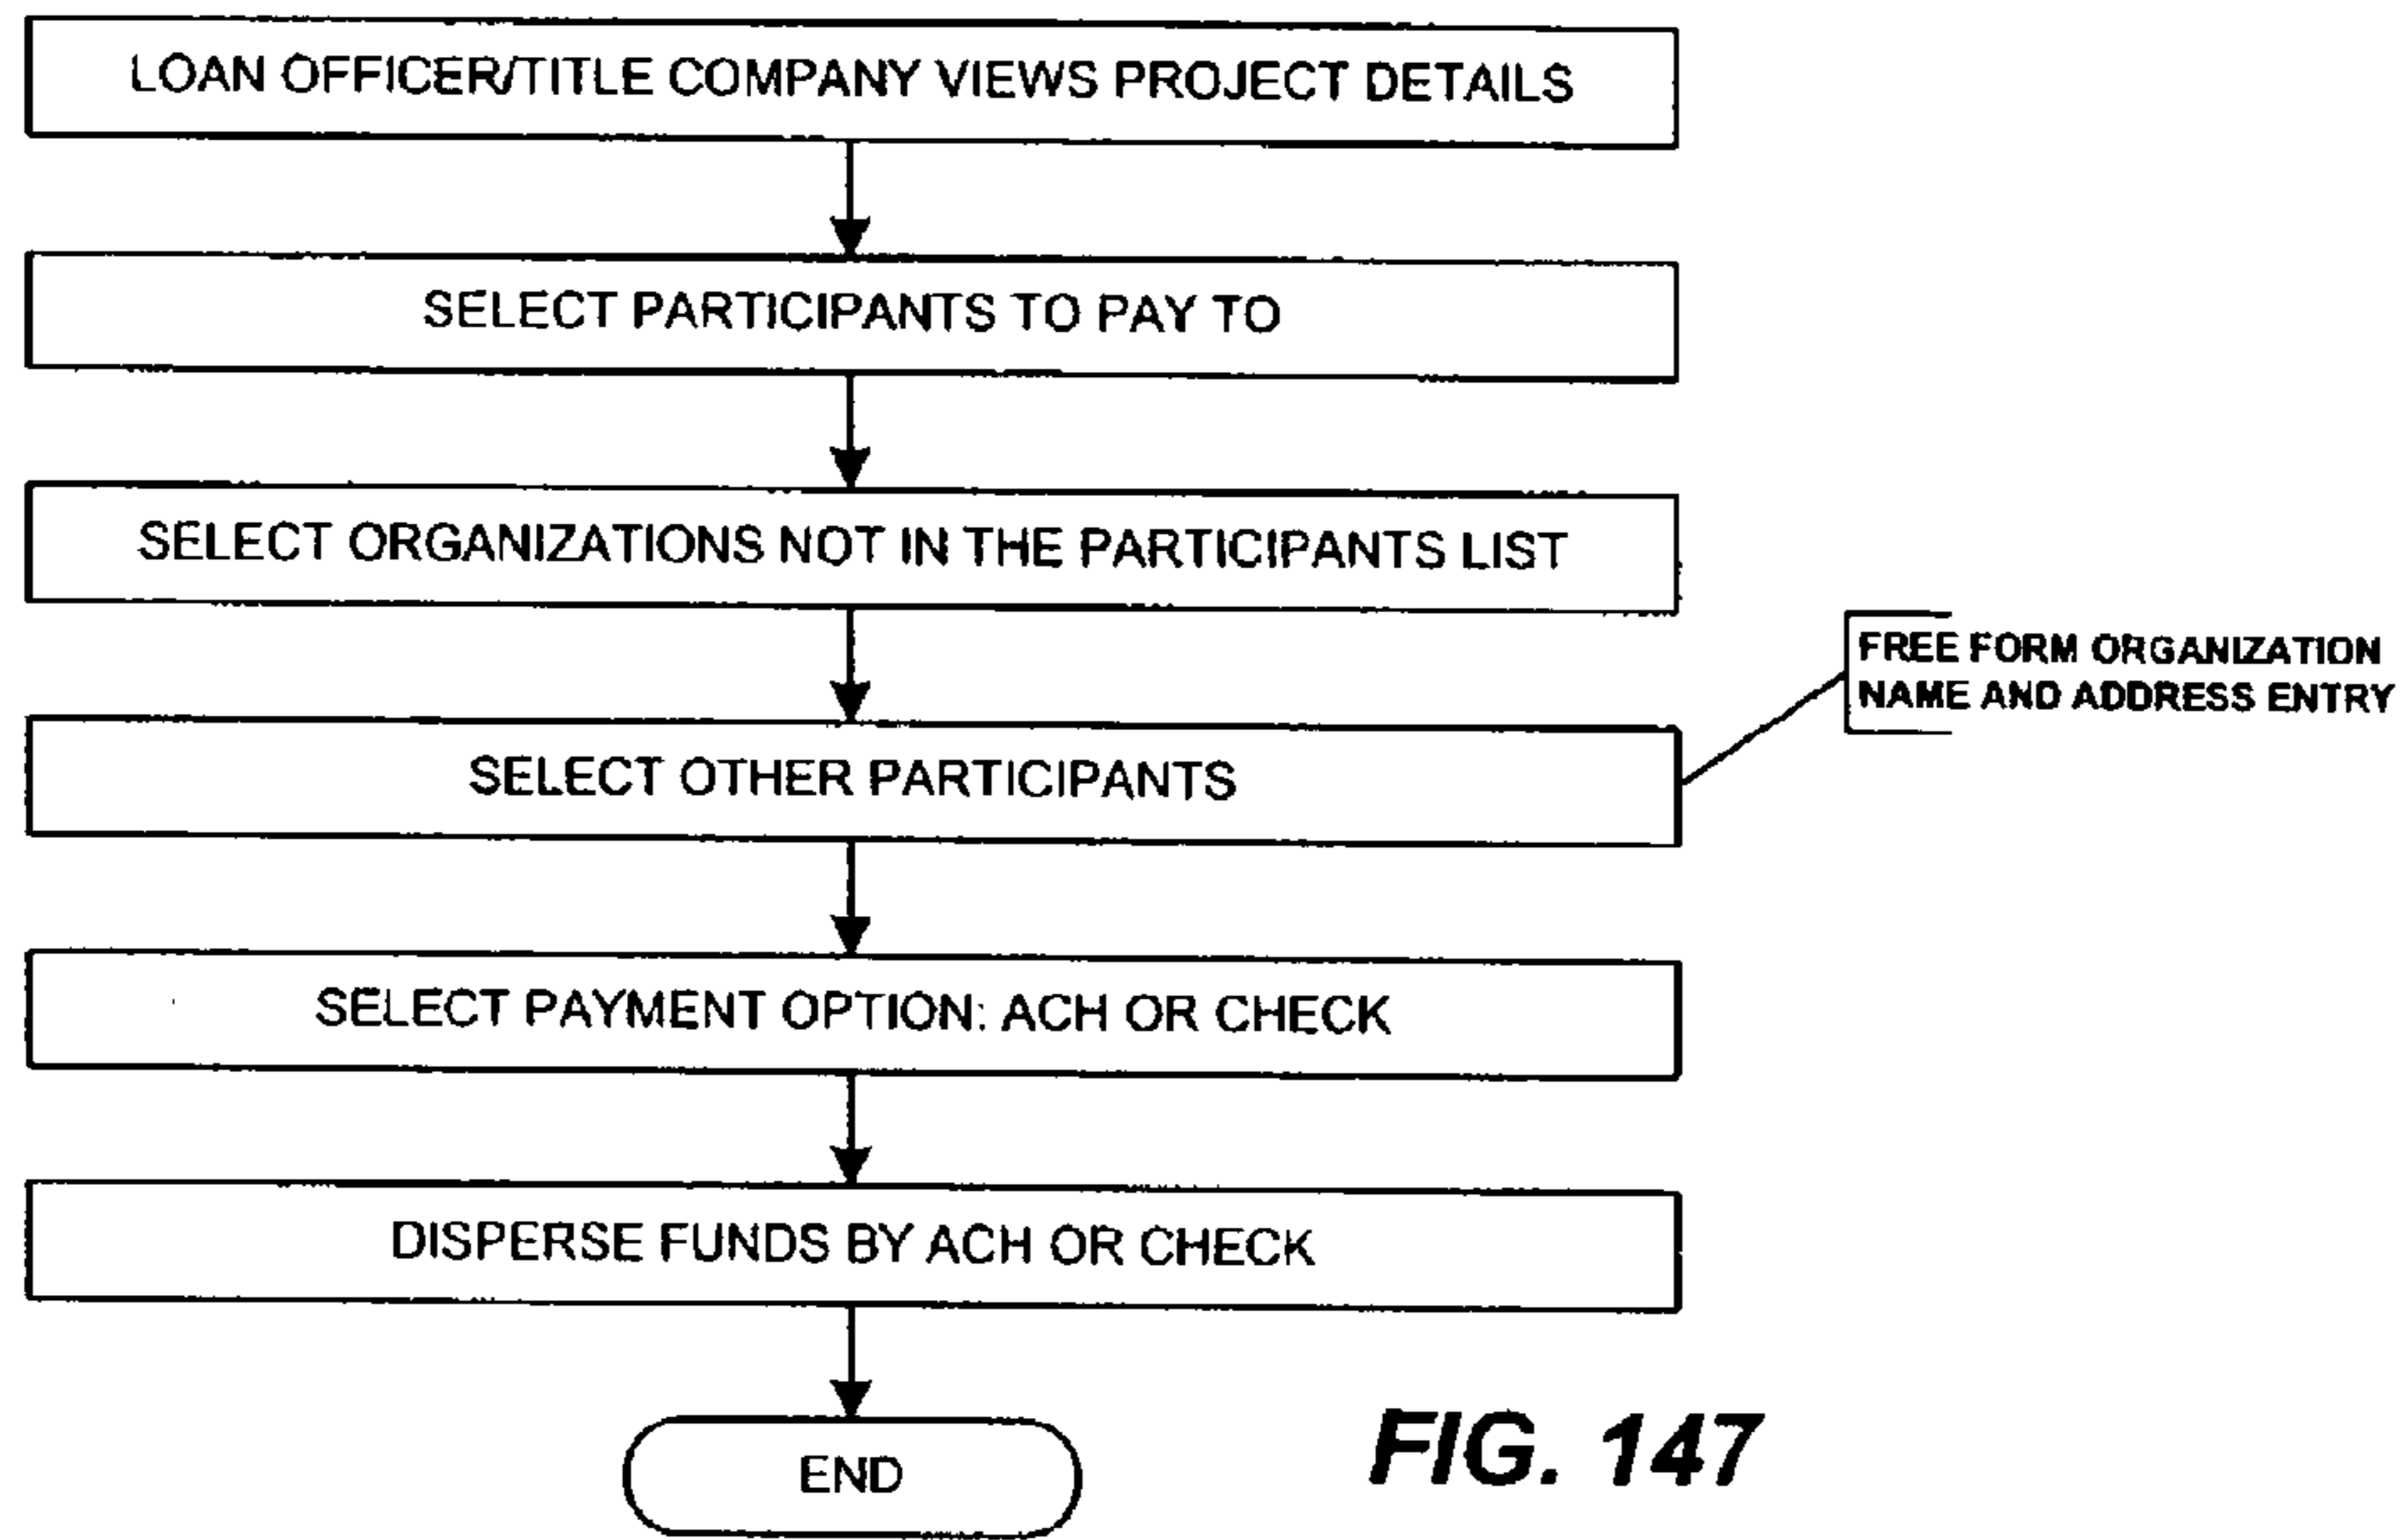 LOAN OFFICER/TITLE COMPANY VIEWS PROJECT DETAILS
SELECT PARTICIPANTS TO PAY TO
SELECT ORGANIZATIONS NOT IN THE PARTICIPANTS LIST
FREE FORM ORGANIZATION
NAME AND ADDRESS ENTRY
SELECT OTHER PARTICIPANTS
SELECT PAYMENT OPTION: ACH OR CHECK
DISPERSE FUNDS BY ACH OR CHECK
END
FIG. 147